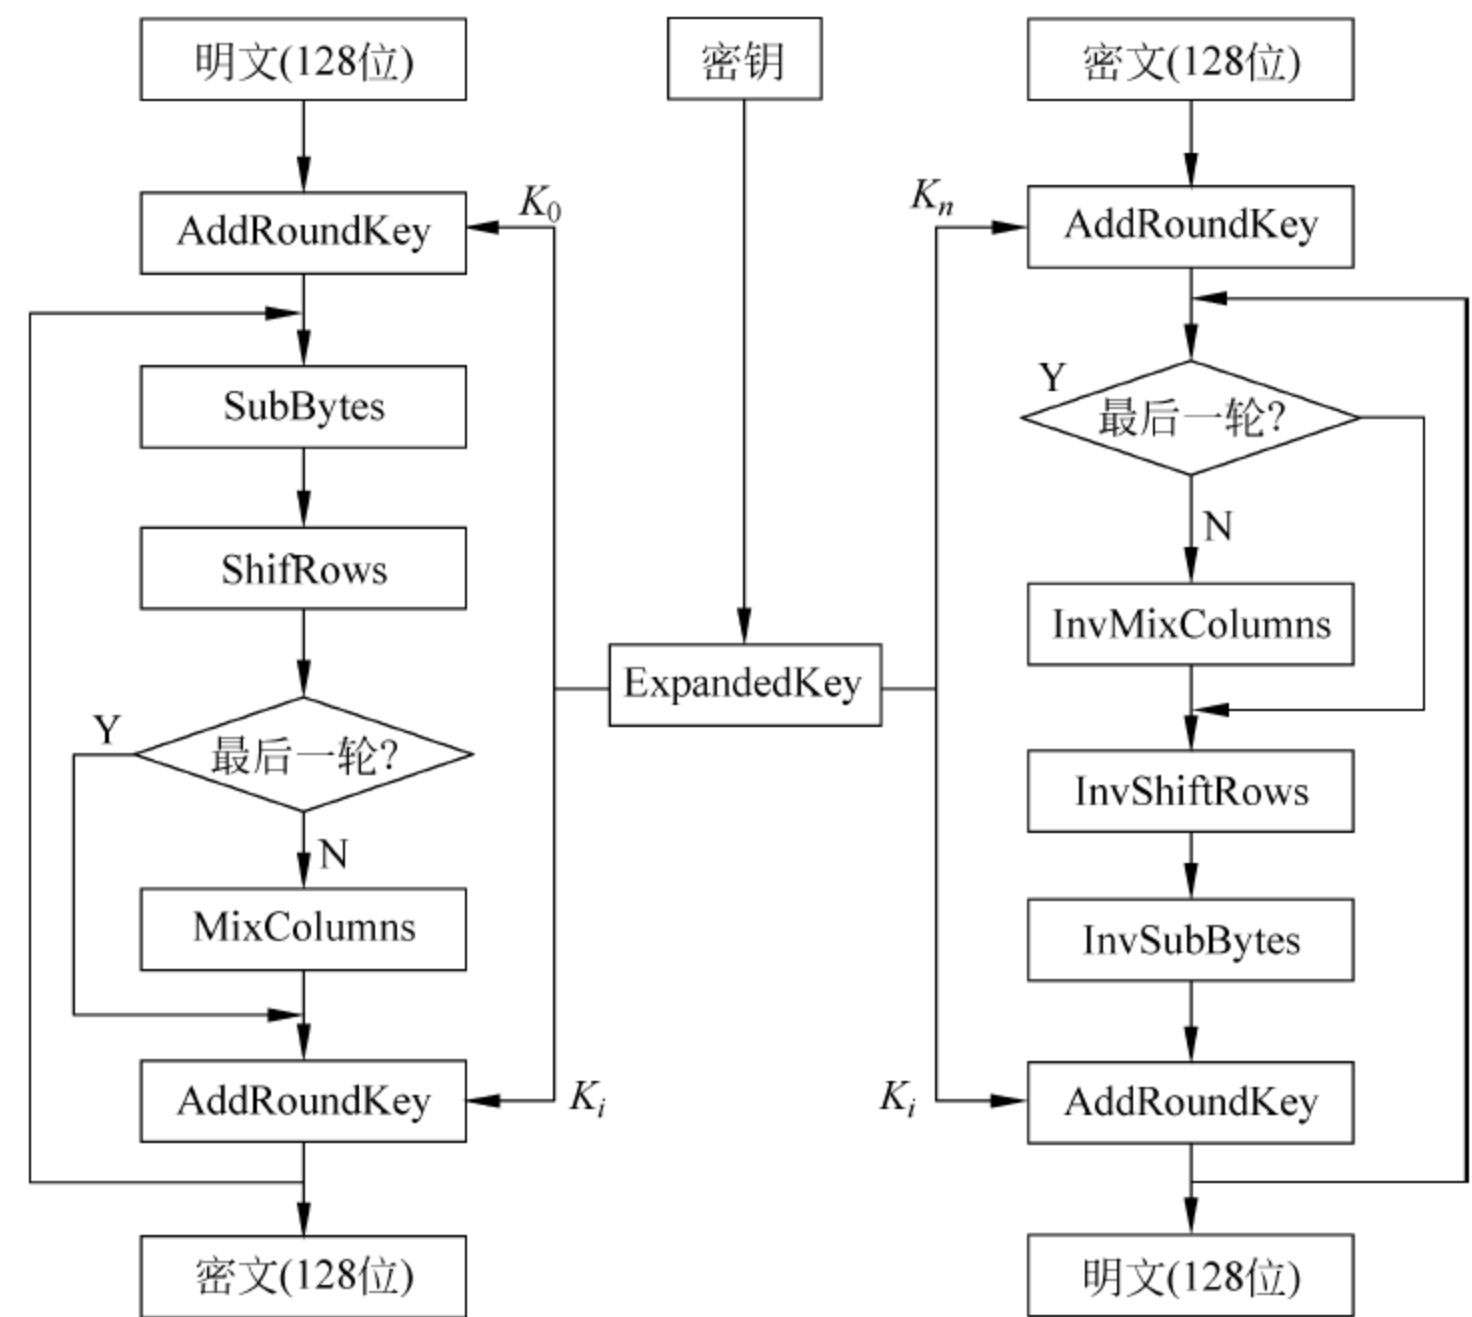 明文(128位)
AddRoundKey
SubBytes
ShifRows
最后一轮?
Y
N
MixColumns
AddRoundKey
密文(128位)
密钥
K0
ExpandedKey
Ki
密文(128位)
Kn
AddRoundKey
Y
最后一轮?
N
InvMixColumns
InvShiftRows
InvSubBytes
Ki
AddRoundKey
明文(128位)